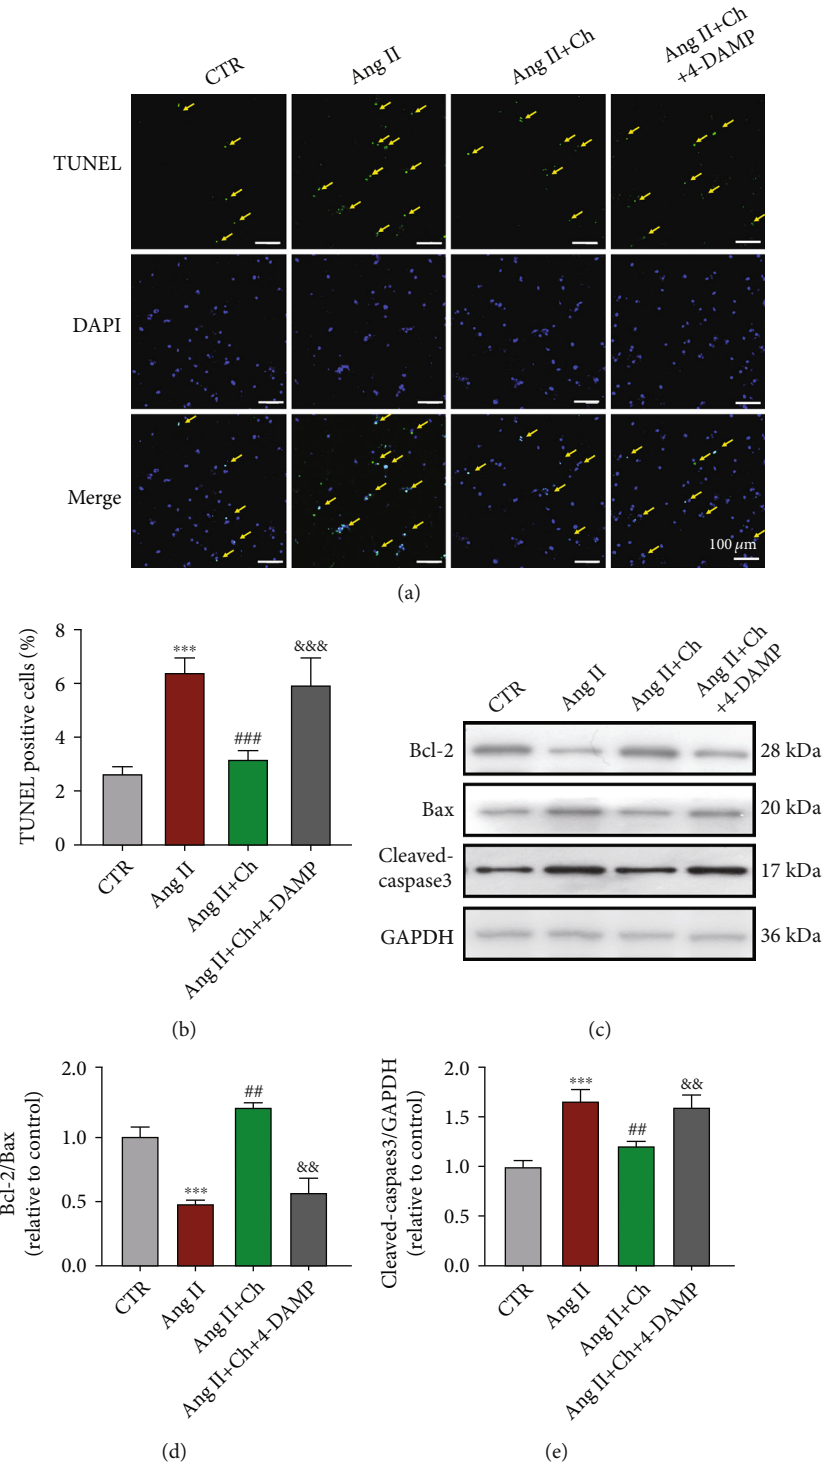 CTR
Ang II
Ang II+Ch
Ang II+Ch
+4-DAMP
TUNEL
DAPI
Merge
100 µm
(a)
TUNEL positive cells (%)
8
6
4
2
0
***
###
&&&
CTR
Ang II
Ang II+Ch
Ang II+Ch+4-DAMP
(b)
CTR
Ang II
Ang II+Ch
Ang II+Ch
+4-DAMP
Bcl-2
28 kDa
Bax
20 kDa
Cleaved-
caspase3
17 kDa
GAPDH
36 kDa
(c)
Bcl-2/Bax
(relative to control)
2.0
1.0
0.5
0.0
***
##
&&
CTR
Ang II
Ang II+Ch
Ang II+Ch+4-DAMP
(d)
Cleaved-caspaes3/GAPDH
(relative to control)
2.0
1.5
1.0
0.5
0.0
***
##
&&
CTR
Ang II
Ang II+Ch
Ang II+Ch+4-DAMP
(e)